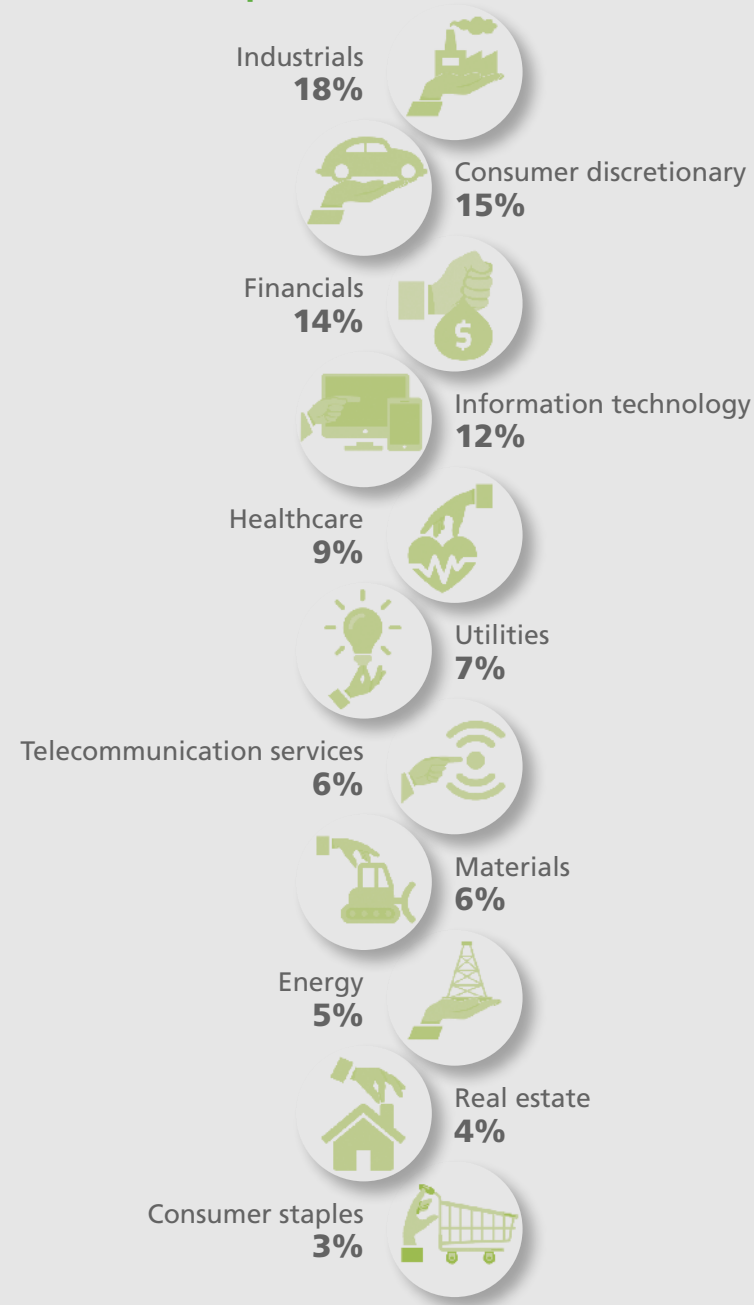 Industrials
18%
Consumer discretionary
15%
Financials
14%
$
Information technology
12%
Healthcare
9%
Utilities
7%
Telecommunication services
6%
Materials
6%
Energy
5%
Real estate
4%
Consumer staples
3%